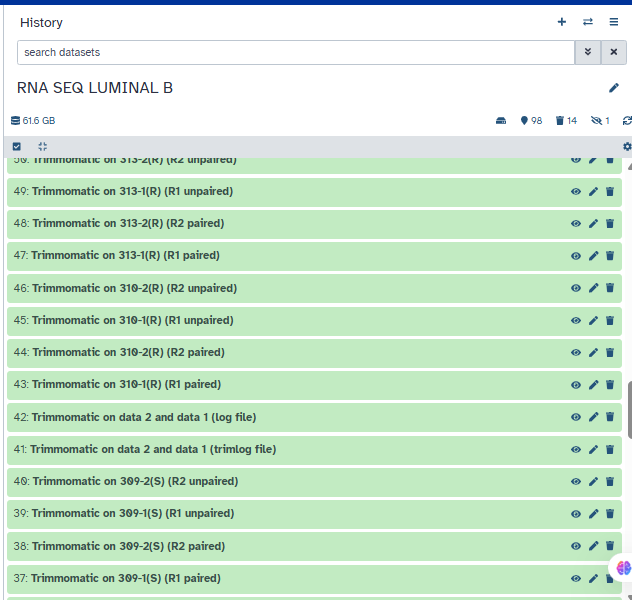 History
search datasets
RNA SEQ LUMINAL B
61.6 GB
98
14
1
50: Trimmomatic on 313-2(R) (R2 unpaired)
49: Trimmomatic on 313-1(R) (R1 unpaired)
48: Trimmomatic on 313-2(R) (R2 paired)
47: Trimmomatic on 313-1(R) (R1 paired)
46: Trimmomatic on 310-2(R) (R2 unpaired)
45: Trimmomatic on 310-1(R) (R1 unpaired)
44: Trimmomatic on 310-2(R) (R2 paired)
43: Trimmomatic on 310-1(R) (R1 paired)
42: Trimmomatic on data 2 and data 1 (log file)
41: Trimmomatic on data 2 and data 1 (trimlog file)
40: Trimmomatic on 309-2(S) (R2 unpaired)
39: Trimmomatic on 309-1(S) (R1 unpaired)
38: Trimmomatic on 309-2(S) (R2 paired)
37: Trimmomatic on 309-1(S) (R1 paired)